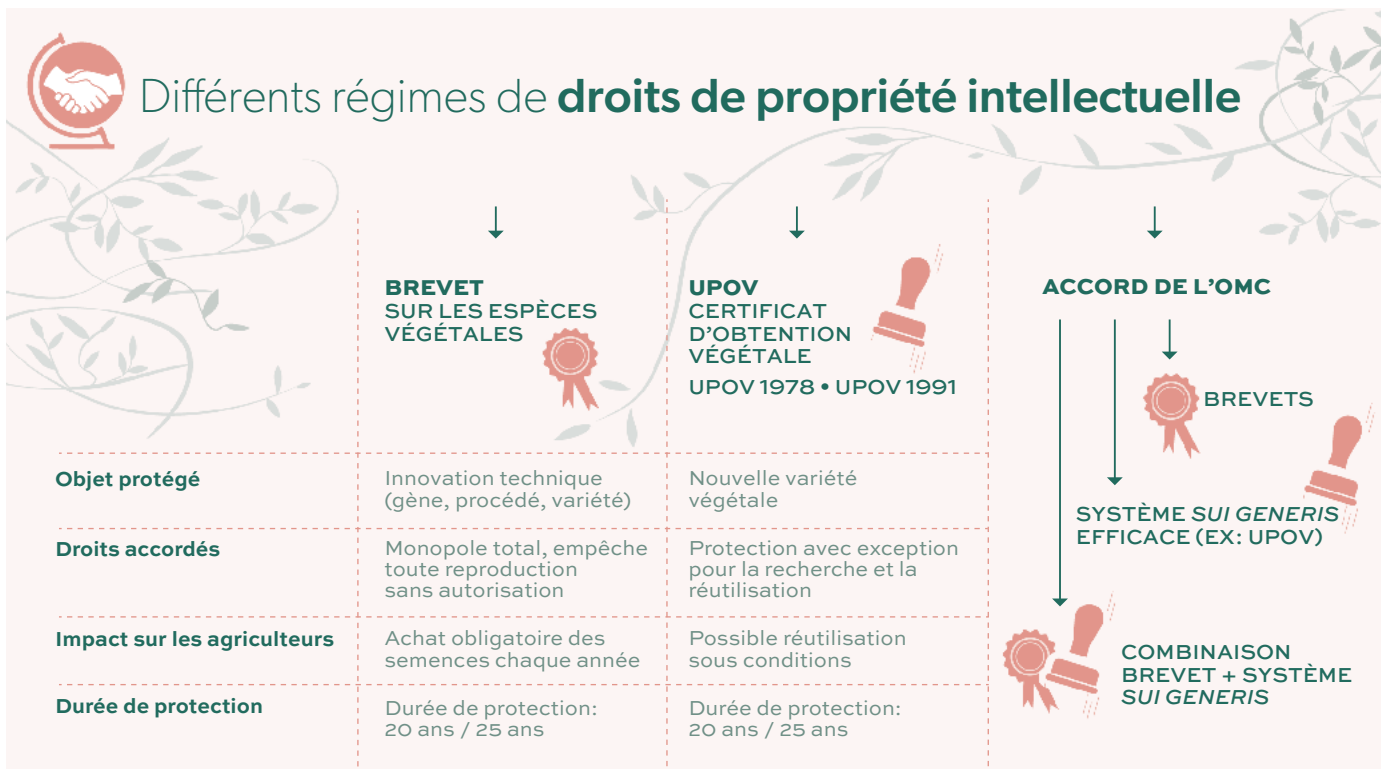 Différents régimes de droits de propriété intellectuelle
BREVET
SUR LES ESPÈCES
VÉGÉTALES
UPOV
CERTIFICAT
D'OBTENTION
VÉGÉTALE
UPOV 1978 • UPOV 1991
ACCORD DE L'OMC
BREVETS
SYSTÈME SUI GENERIS
EFFICACE (EX: UPOV)
COMBINAISON
BREVET + SYSTÈME
SUI GENERIS
Objet protégé
Innovation technique
(gène, procédé, variété)
Nouvelle variété
végétale
Droits accordés
Monopole total, empêche
toute reproduction
sans autorisation
Protection avec exception
pour la recherche et la
réutilisation
Impact sur les agriculteurs
Achat obligatoire des
semences chaque année
Possible réutilisation
sous conditions
Durée de protection
Durée de protection:
20 ans / 25 ans
Durée de protection:
20 ans / 25 ans